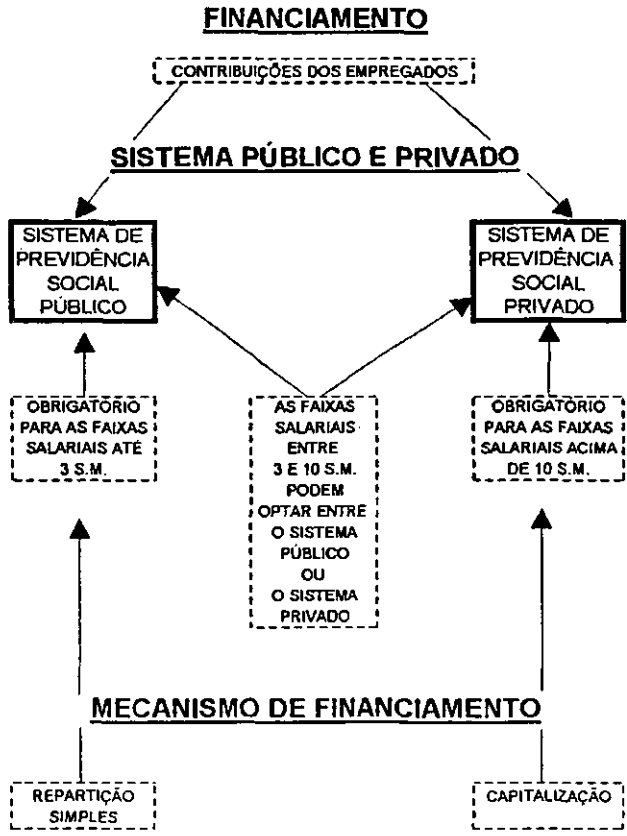 FINANCIAMENTO
CONTRIBUIÇÕES DOS EMPREGADOS
SISTEMA PÚBLICO E PRIVADO
SISTEMA DE
PREVIDÊNCIA
SOCIAL
PÚBLICO
SISTEMA DE
PREVIDÊNCIA
SOCIAL
PRIVADO
OBRIGATÓRIO
PARA AS FAIXAS
SALARIAIS ATÉ
3 S.M.
AS FAIXAS
SALARIAIS
ENTRE
3 E 10 S.M.
PODEM
OPTAR ENTRE
O SISTEMA
PÚBLICO
OU
O SISTEMA
PRIVADO
OBRIGATÓRIO
PARA AS FAIXAS
SALARIAIS ACIMA
DE 10 S.M.
MECANISMO DE FINANCIAMENTO
REPARTIÇÃO
SIMPLES
CAPITALIZAÇÃO